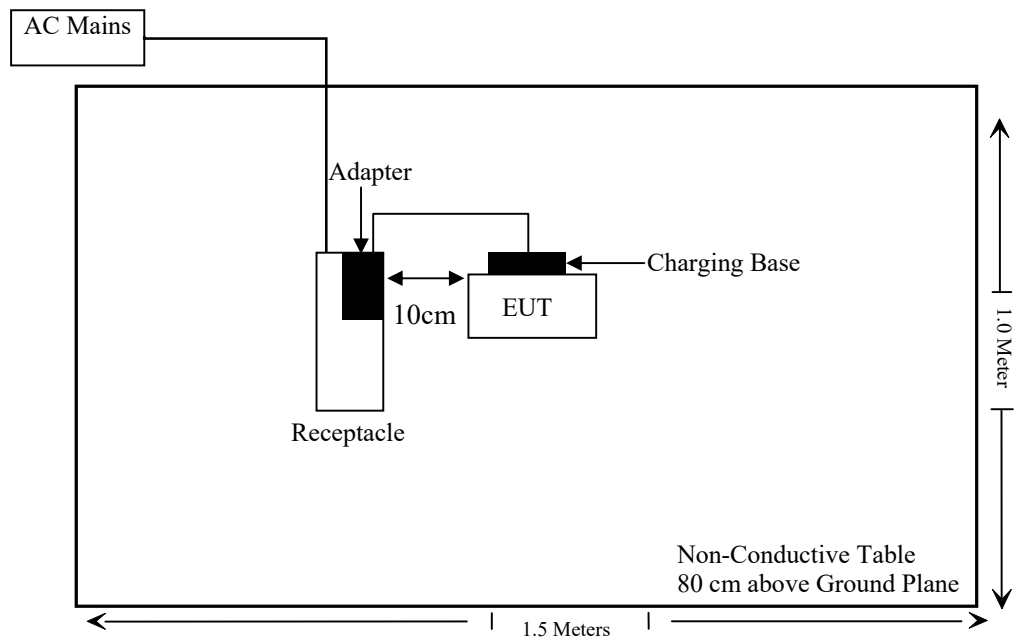 AC Mains
Adapter
Charging Base
10cm
EUT
1.0 Meter
Receptacle
Non-Conductive Table
80 cm above Ground Plane
1.5 Meters